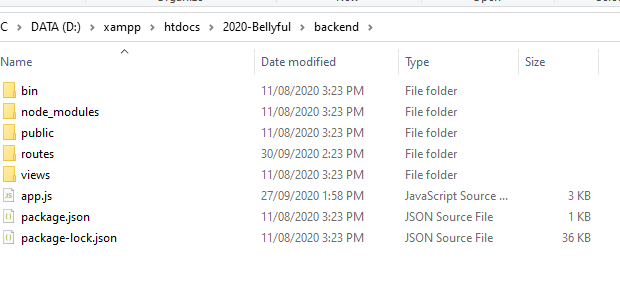 C DATA (D:) xampp htdocs 2020-Bellyful backend
Name Date modified Type Size
bin 11/08/2020 3:23 PM File folder
node_modules 11/08/2020 3:23 PM File folder
public 11/08/2020 3:23 PM File folder
routes 30/09/2020 2:23 PM File folder
views 11/08/2020 3:23 PM File folder
app.js 27/09/2020 1:58 PM JavaScript Source ... 3 KB
package.json 11/08/2020 3:23 PM JSON Source File 1 KB
package-lock.json 11/08/2020 3:23 PM JSON Source File 36 KB